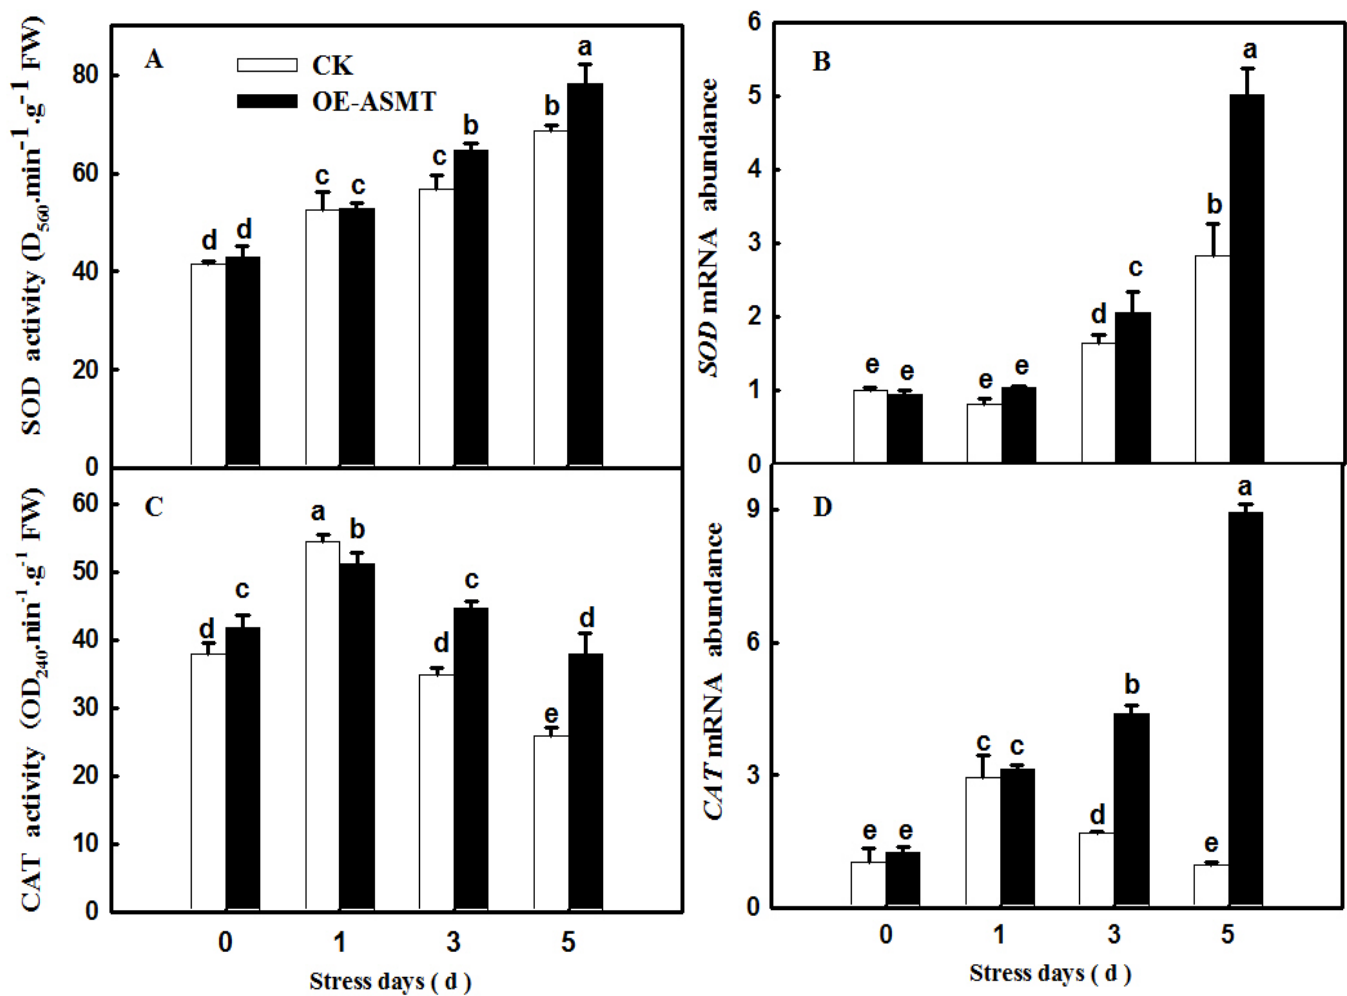 A
CK
OE-ASMT
SOD activity (D560.min-1.g-1 FW)
80
60
40
20
0
d
d
c
c
c
b
b
a
B
SOD mRNA abundance
6
5
4
3
2
1
0
e
e
e
e
d
c
b
a
C
CAT activity (OD240.nin-1.g-1 FW)
60
50
40
30
20
10
0
d
c
a
b
d
c
e
d
0
1
3
5
Stress days ( d )
D
CAT mRNA abundance
9
6
3
0
e
e
c
c
d
b
e
a
0
1
3
5
Stress days ( d )